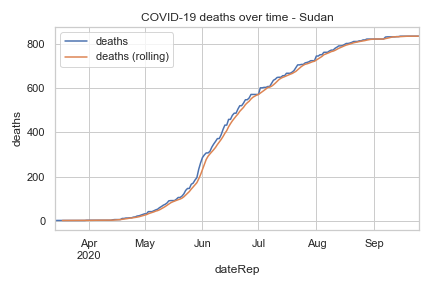 COVID-19 deaths over time - Sudan
deaths
deaths (rolling)
800
600
400
200
0
deaths
Apr May Jun Jul Aug Sep
2020
dateRep